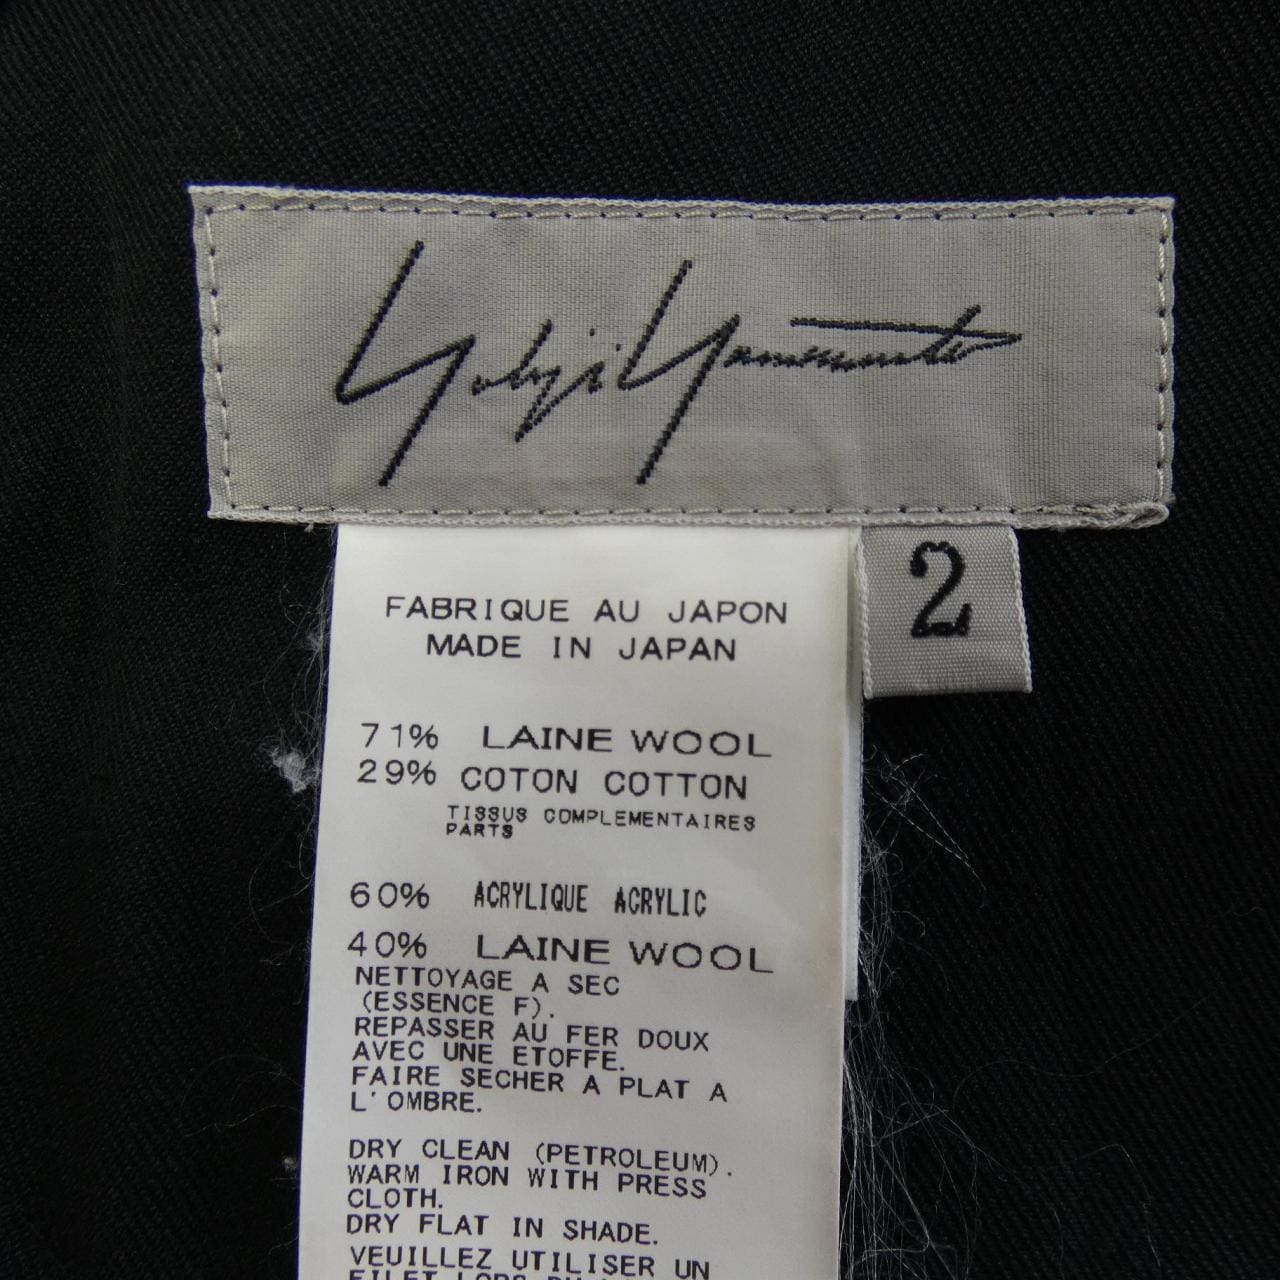 Yohji Yamamoto
2
FABRIQUE AU JAPON
MADE IN JAPAN
71% LAINE WOOL
29% COTON COTTON
TISSUS COMPLEMENTAIRES
PARTS
60% ACRYLIQUE ACRYLIC
40% LAINE WOOL
NETTOYAGE A SEC
(ESSENCE F).
REPASSER AU FER DOUX
AVEC UNE ETOFFE.
FAIRE SECHER A PLAT A
L'OMBRE.
DRY CLEAN (PETROLEUM).
WARM IRON WITH PRESS
CLOTH.
DRY FLAT IN SHADE.
VEUILLEZ UTILISER UN
FILET LORS